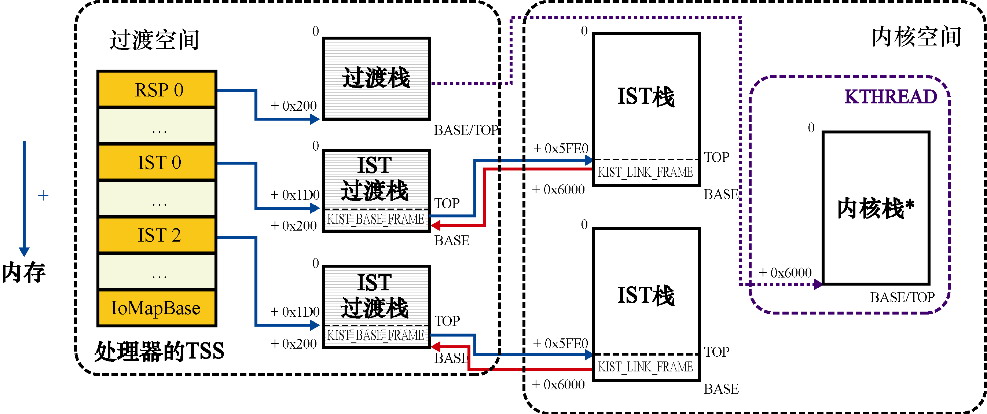 过渡空间
内核空间
RSP 0
…
IST 0
…
IST 2
…
IoMapBase
处理器的TSS
+
内存
0
过渡栈
+ 0x200
BASE/TOP
0
IST
过渡栈
+ 0x1D0
TOP
KIST_BASE_FRAME
+ 0x200
BASE
0
IST
过渡栈
+ 0x1D0
TOP
KIST_BASE_FRAME
+ 0x200
BASE
0
IST栈
+ 0x5FE0
TOP
KIST_LINK_FRAME
+ 0x6000
BASE
0
IST栈
+ 0x5FE0
TOP
KIST_LINK_FRAME
+ 0x6000
BASE
KTHREAD
0
内核栈*
+ 0x6000
BASE/TOP